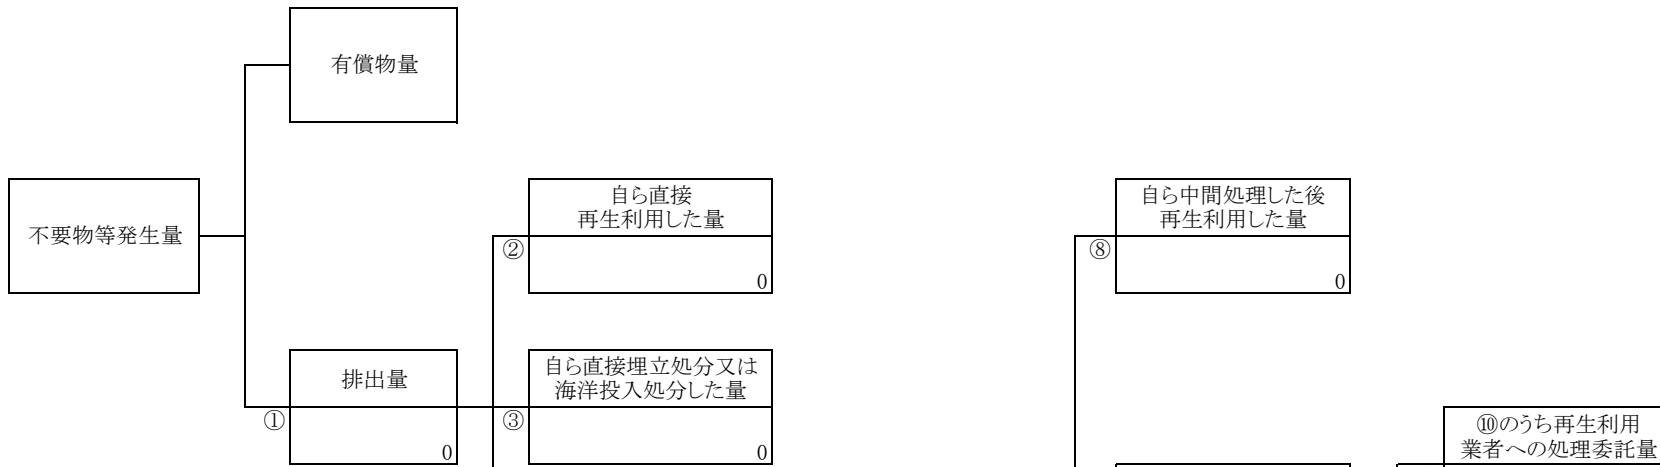 有償物量
不要物等発生量
自ら直接
再生利用した量
②
0
自ら中間処理した後
再生利用した量
⑧
0
排出量
①
0
自ら直接埋立処分又は
海洋投入処分した量
③
0
⑩のうち再生利用
業者への処理委託量